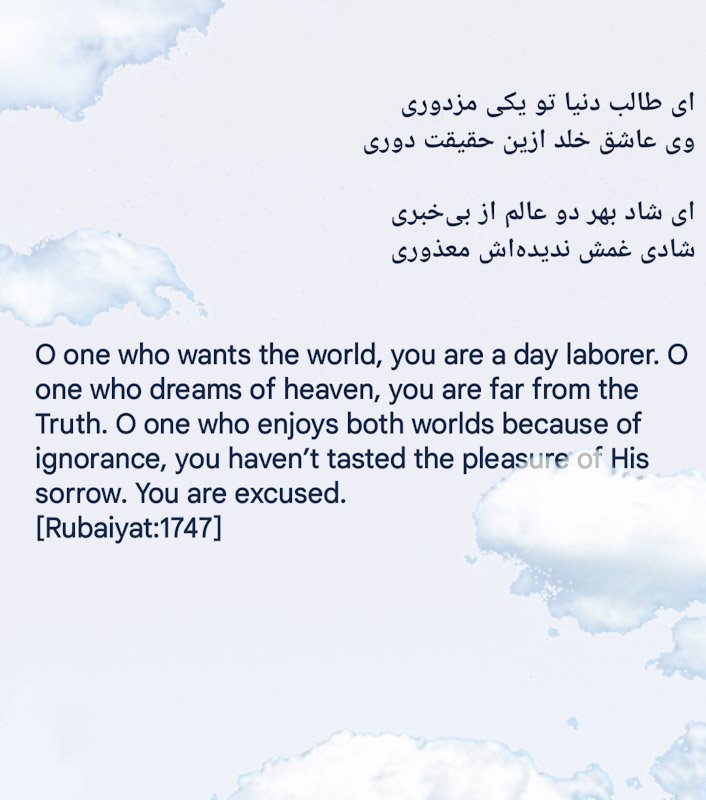 ای طالب دنیا تو یکی مزدوری
وی عاشق خلد ازین حقیقت دوری
ای شاد بهر دو عالم از بی‌خبری
شادی غمش ندیده‌اش معذوری
O one who wants the world, you are a day laborer. O
one who dreams of heaven, you are far from the
Truth. O one who enjoys both worlds because of
ignorance, you haven’t tasted the pleasure of His
sorrow. You are excused.
[Rubaiyat:1747]